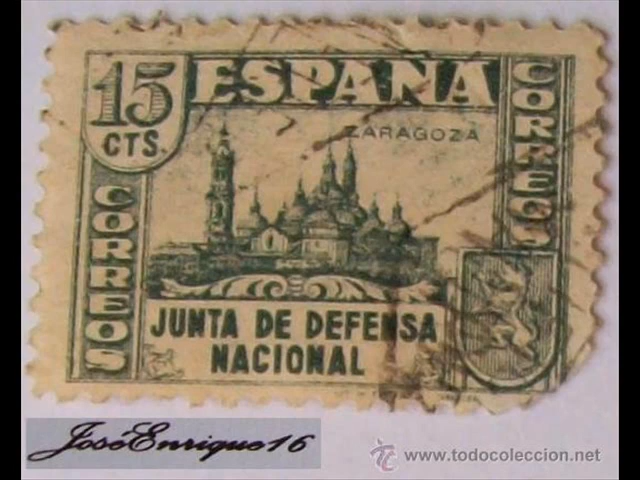 15
CTS.
ESPAÑA
ZARAGOZA
CORREOS
CORREOS
JUNTA DE DEFENSA
NACIONAL
JoséEnrique16
www.todocoleccion.net